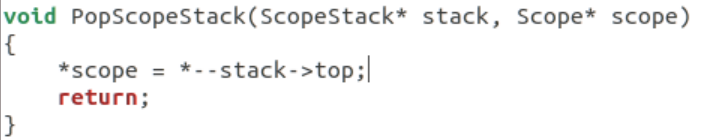 void PopScopeStack(ScopeStack* stack, Scope* scope)
{
    *scope = *--stack->top;
    return;
}